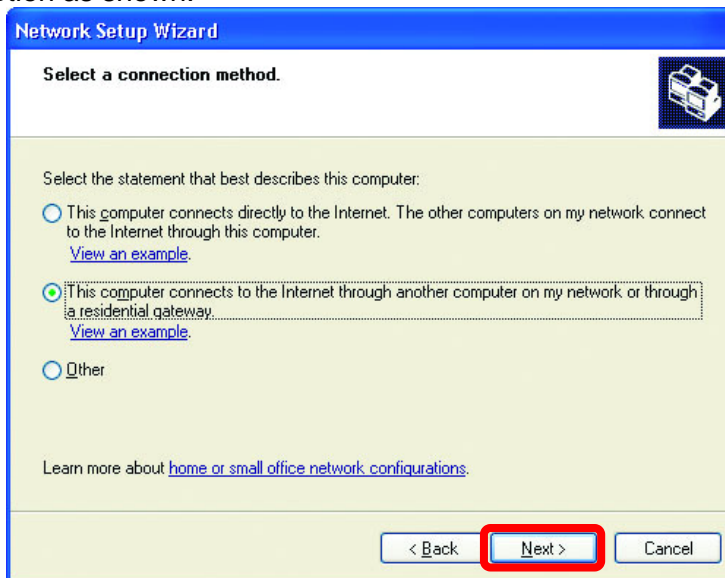 Network Setup Wizard
Select a connection method.
Select the statement that best describes this computer:
This computer connects directly to the Internet. The other computers on my network connect
to the Internet through this computer.
View an example.
This computer connects to the Internet through another computer on my network or through
a residential gateway.
View an example.
Other
Learn more about home or small office network configurations.
< Back Next > Cancel